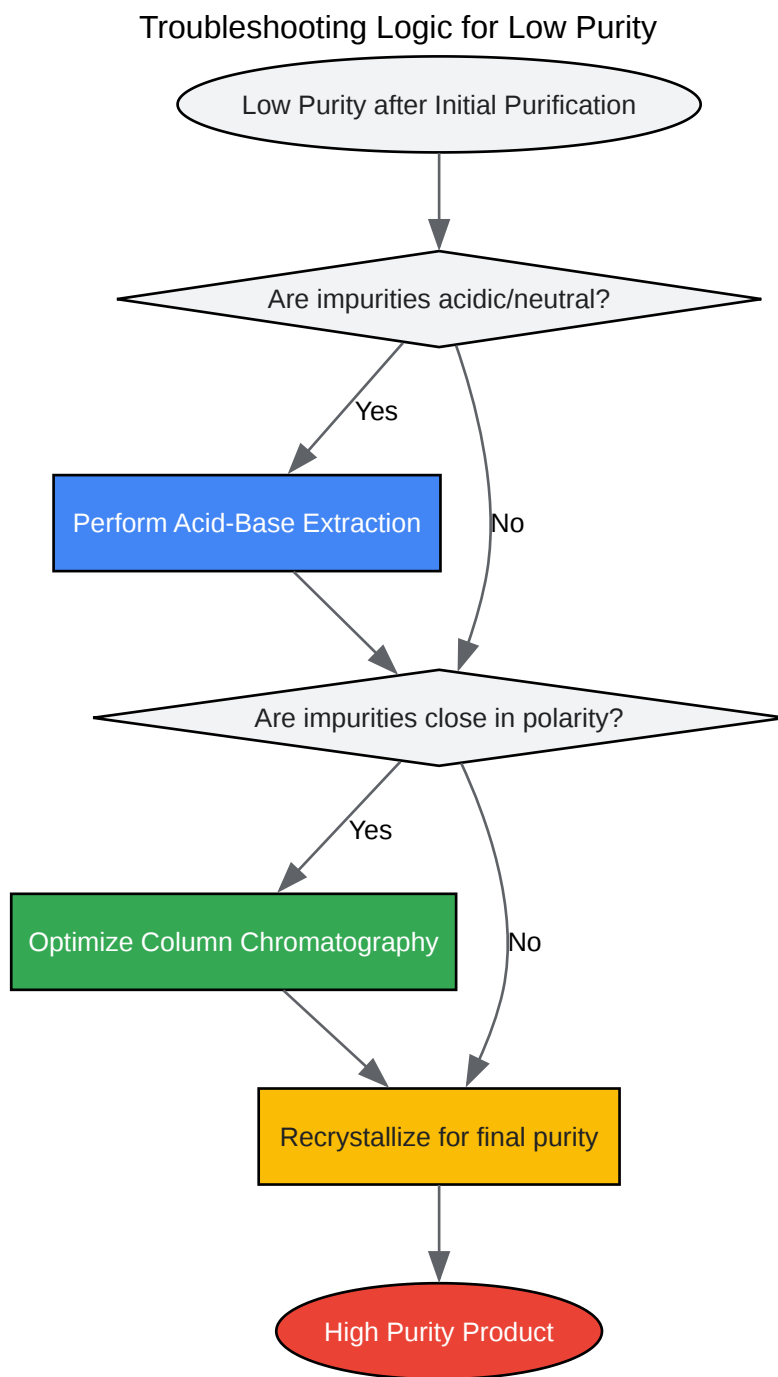 Troubleshooting Logic for Low Purity
Low Purity after Initial Purification
Are impurities acidic/neutral?
Yes
Perform Acid-Base Extraction
No
Are impurities close in polarity?
Yes
Optimize Column Chromatography
No
Recrystallize for final purity
High Purity Product